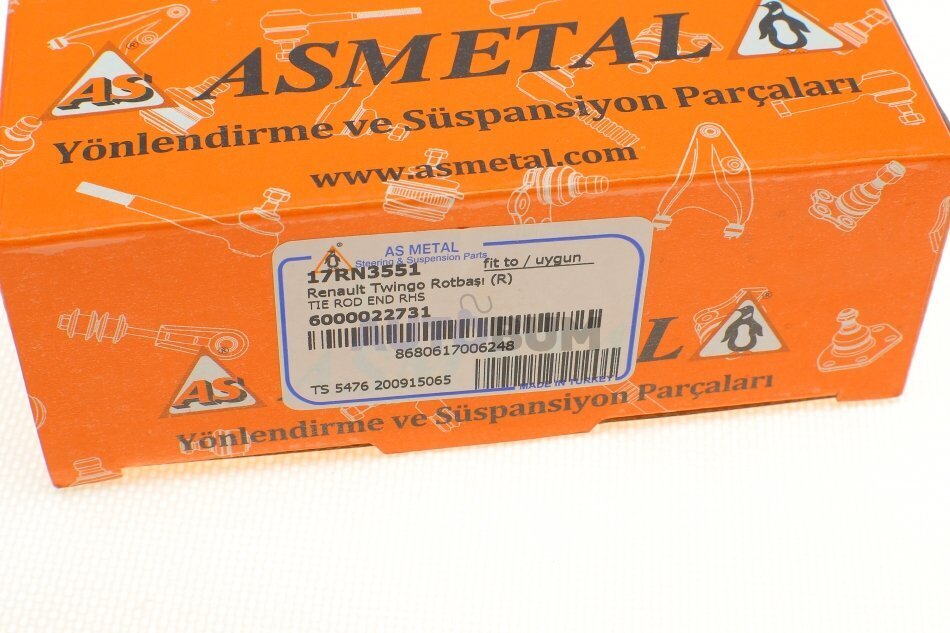 AS ASMETAL
Yönlendirme ve Süspansiyon Parçaları
www.asmetal.com
AS METAL
Steering & Suspension Parts
17RN3551 fit to / uygun
Renault Twingo Rotbaşı (R)
TIE ROD END RHS
6000022731
8680617006248
TS 5476 200915065
MADE IN TURKEY
AS L
Yönlendirme ve Süspansiyon Parçaları